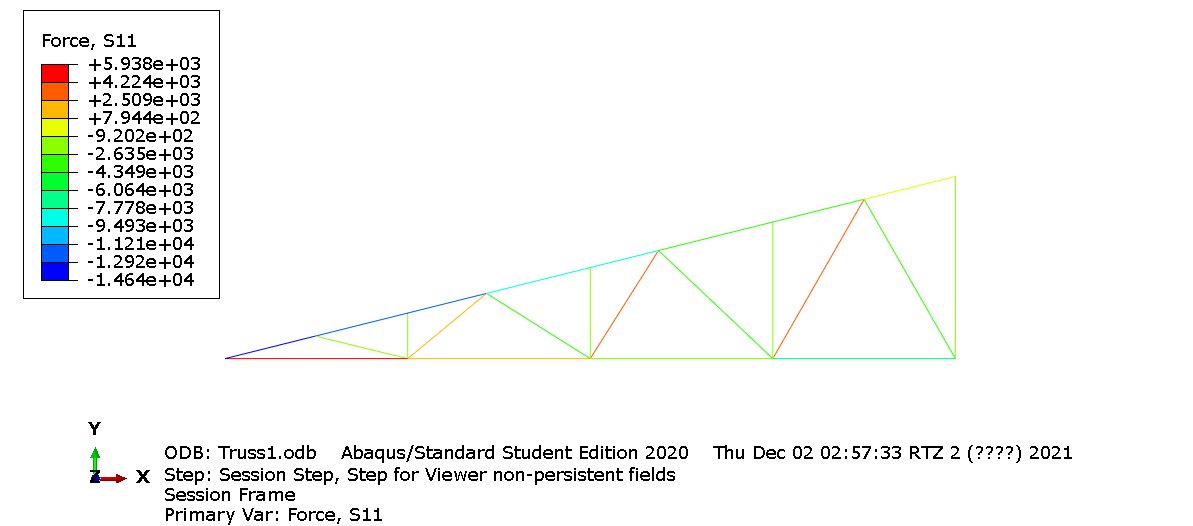 Force, S11
+5.938e+03
+4.224e+03
+2.509e+03
+7.944e+02
-9.202e+02
-2.635e+03
-4.349e+03
-6.064e+03
-7.778e+03
-9.493e+03
-1.121e+04
-1.292e+04
-1.464e+04
Y
Z X
ODB: Truss1.odb Abaqus/Standard Student Edition 2020 Thu Dec 02 02:57:33 RTZ 2 (????) 2021
Step: Session Step, Step for Viewer non-persistent fields
Session Frame
Primary Var: Force, S11